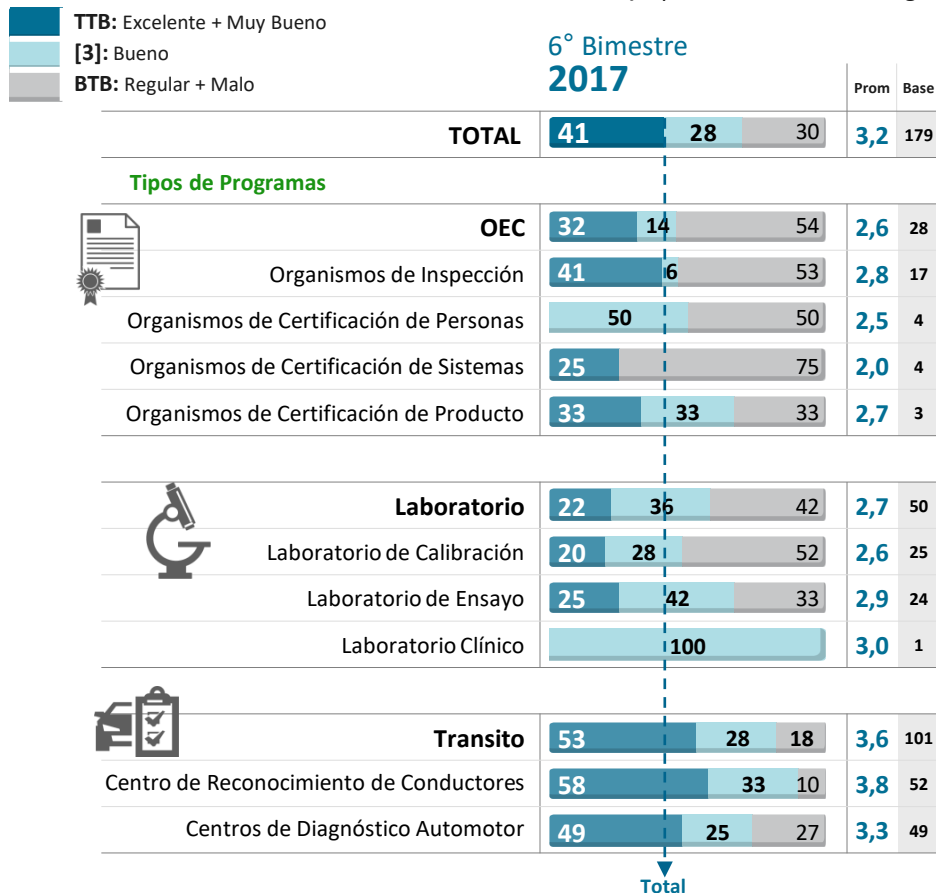 TTB: Excelente + Muy Bueno
[3]: Bueno
BTB: Regular + Malo
6° Bimestre
2017
Prom Base
TOTAL 41 28 30 3,2 179
Tipos de Programas
OEC 32 14 54 2,6 28
Organismos de Inspección 41 6 53 2,8 17
Organismos de Certificación de Personas 50 50 2,5 4
Organismos de Certificación de Sistemas 25 75 2,0 4
Organismos de Certificación de Producto 33 33 33 2,7 3
Laboratorio 22 36 42 2,7 50
Laboratorio de Calibración 20 28 52 2,6 25
Laboratorio de Ensayo 25 42 33 2,9 24
Laboratorio Clínico 100 3,0 1
Transito 53 28 18 3,6 101
Centro de Reconocimiento de Conductores 58 33 10 3,8 52
Centros de Diagnóstico Automotor 49 25 27 3,3 49
Total